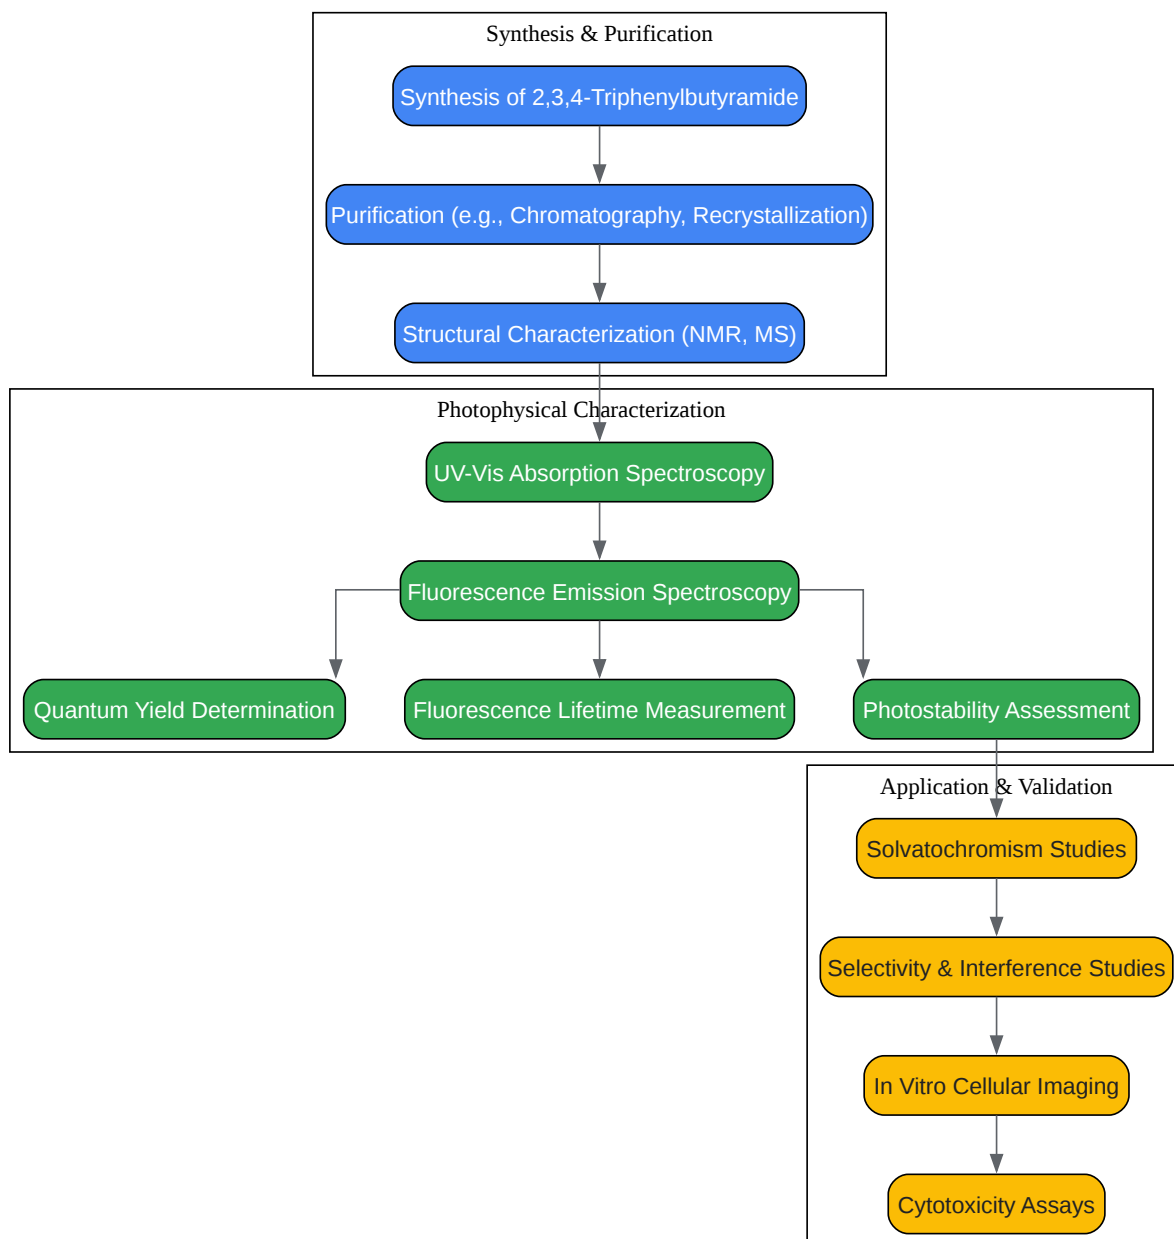 Synthesis & Purification
Synthesis of 2,3,4-Triphenylbutyramide
Purification (e.g., Chromatography, Recrystallization)
Structural Characterization (NMR, MS)
Photophysical Characterization
UV-Vis Absorption Spectroscopy
Fluorescence Emission Spectroscopy
Quantum Yield Determination
Fluorescence Lifetime Measurement
Photostability Assessment
Application & Validation
Solvatochromism Studies
Selectivity & Interference Studies
In Vitro Cellular Imaging
Cytotoxicity Assays